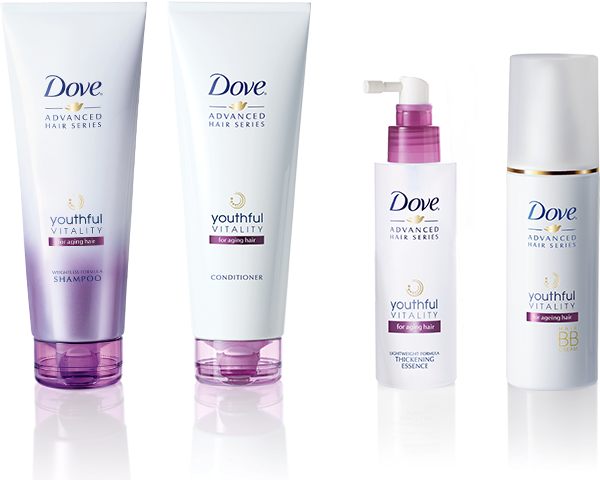 Dove
ADVANCED
HAIR SERIES
youthful
VITALITY
for aging hair
WEIGHTLESS FORMULA
SHAMPOO
Dove
ADVANCED
HAIR SERIES
youthful
VITALITY
for aging hair
CONDITIONER
Dove
ADVANCED
HAIR SERIES
youthful
VITALITY
for aging hair
LIGHTWEIGHT FORMULA
THICKENING
ESSENCE
Dove
ADVANCED
HAIR SERIES
youthful
VITALITY
for ageing hair
HAIR
BB
CREAM